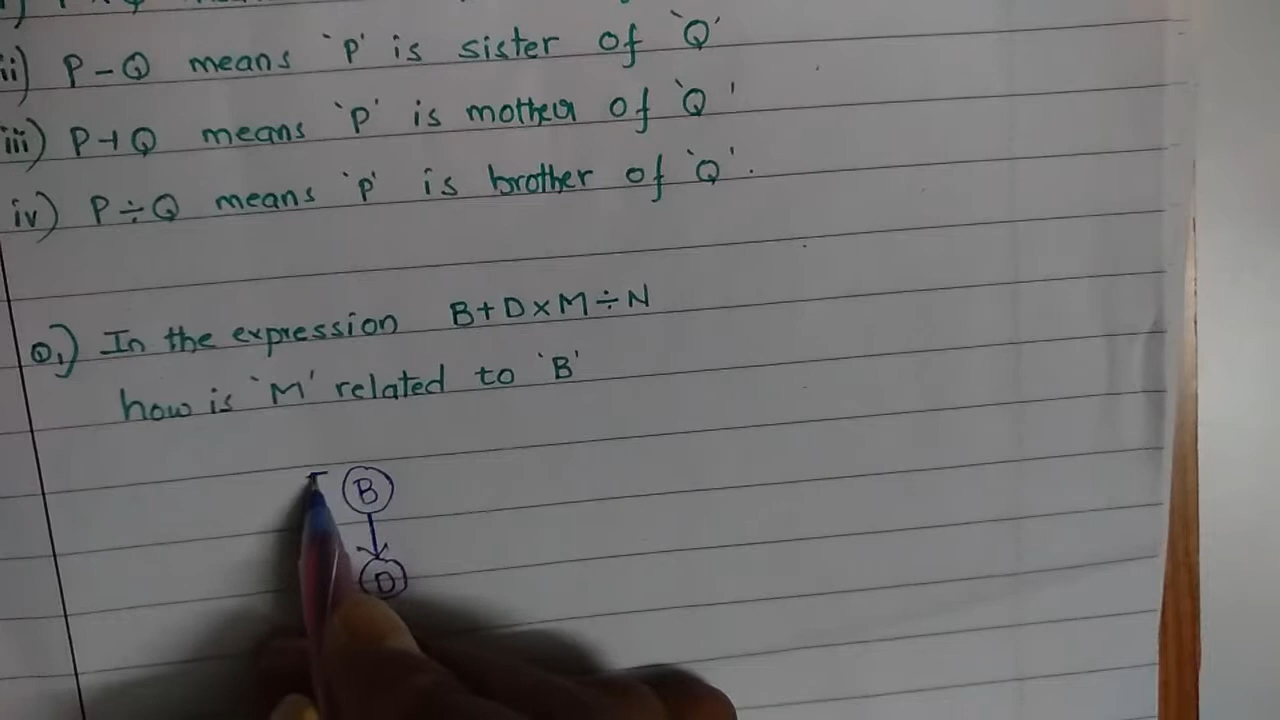 ii) P - Q means 'P' is sister of 'Q'
iii) P + Q means 'P' is mother of 'Q'
iv) P ÷ Q means 'P' is brother of 'Q'.
Q.) In the expression B + D × M ÷ N
how is 'M' related to 'B'
B
D